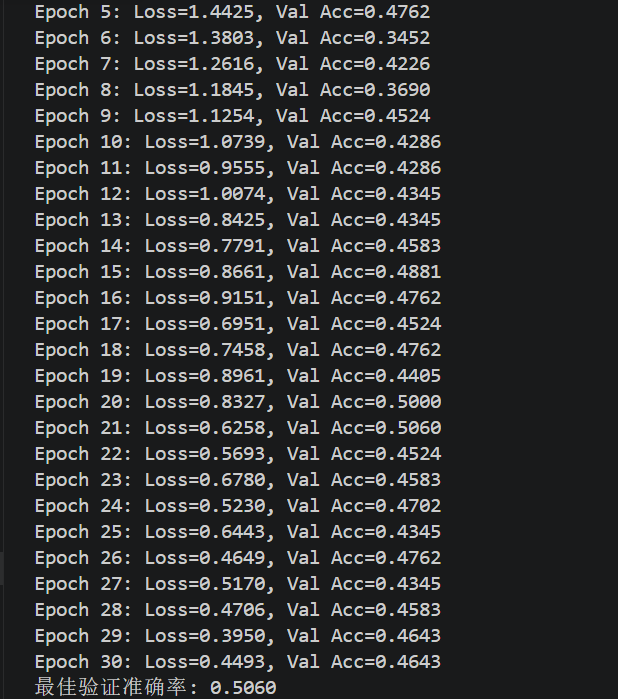 Epoch 5: Loss=1.4425, Val Acc=0.4762
Epoch 6: Loss=1.3803, Val Acc=0.3452
Epoch 7: Loss=1.2616, Val Acc=0.4226
Epoch 8: Loss=1.1845, Val Acc=0.3690
Epoch 9: Loss=1.1254, Val Acc=0.4524
Epoch 10: Loss=1.0739, Val Acc=0.4286
Epoch 11: Loss=0.9555, Val Acc=0.4286
Epoch 12: Loss=1.0074, Val Acc=0.4345
Epoch 13: Loss=0.8425, Val Acc=0.4345
Epoch 14: Loss=0.7791, Val Acc=0.4583
Epoch 15: Loss=0.8661, Val Acc=0.4881
Epoch 16: Loss=0.9151, Val Acc=0.4762
Epoch 17: Loss=0.6951, Val Acc=0.4524
Epoch 18: Loss=0.7458, Val Acc=0.4762
Epoch 19: Loss=0.8961, Val Acc=0.4405
Epoch 20: Loss=0.8327, Val Acc=0.5000
Epoch 21: Loss=0.6258, Val Acc=0.5060
Epoch 22: Loss=0.5693, Val Acc=0.4524
Epoch 23: Loss=0.6780, Val Acc=0.4583
Epoch 24: Loss=0.5230, Val Acc=0.4702
Epoch 25: Loss=0.6443, Val Acc=0.4345
Epoch 26: Loss=0.4649, Val Acc=0.4762
Epoch 27: Loss=0.5170, Val Acc=0.4345
Epoch 28: Loss=0.4706, Val Acc=0.4583
Epoch 29: Loss=0.3950, Val Acc=0.4643
Epoch 30: Loss=0.4493, Val Acc=0.4643
最佳验证准确率: 0.5060